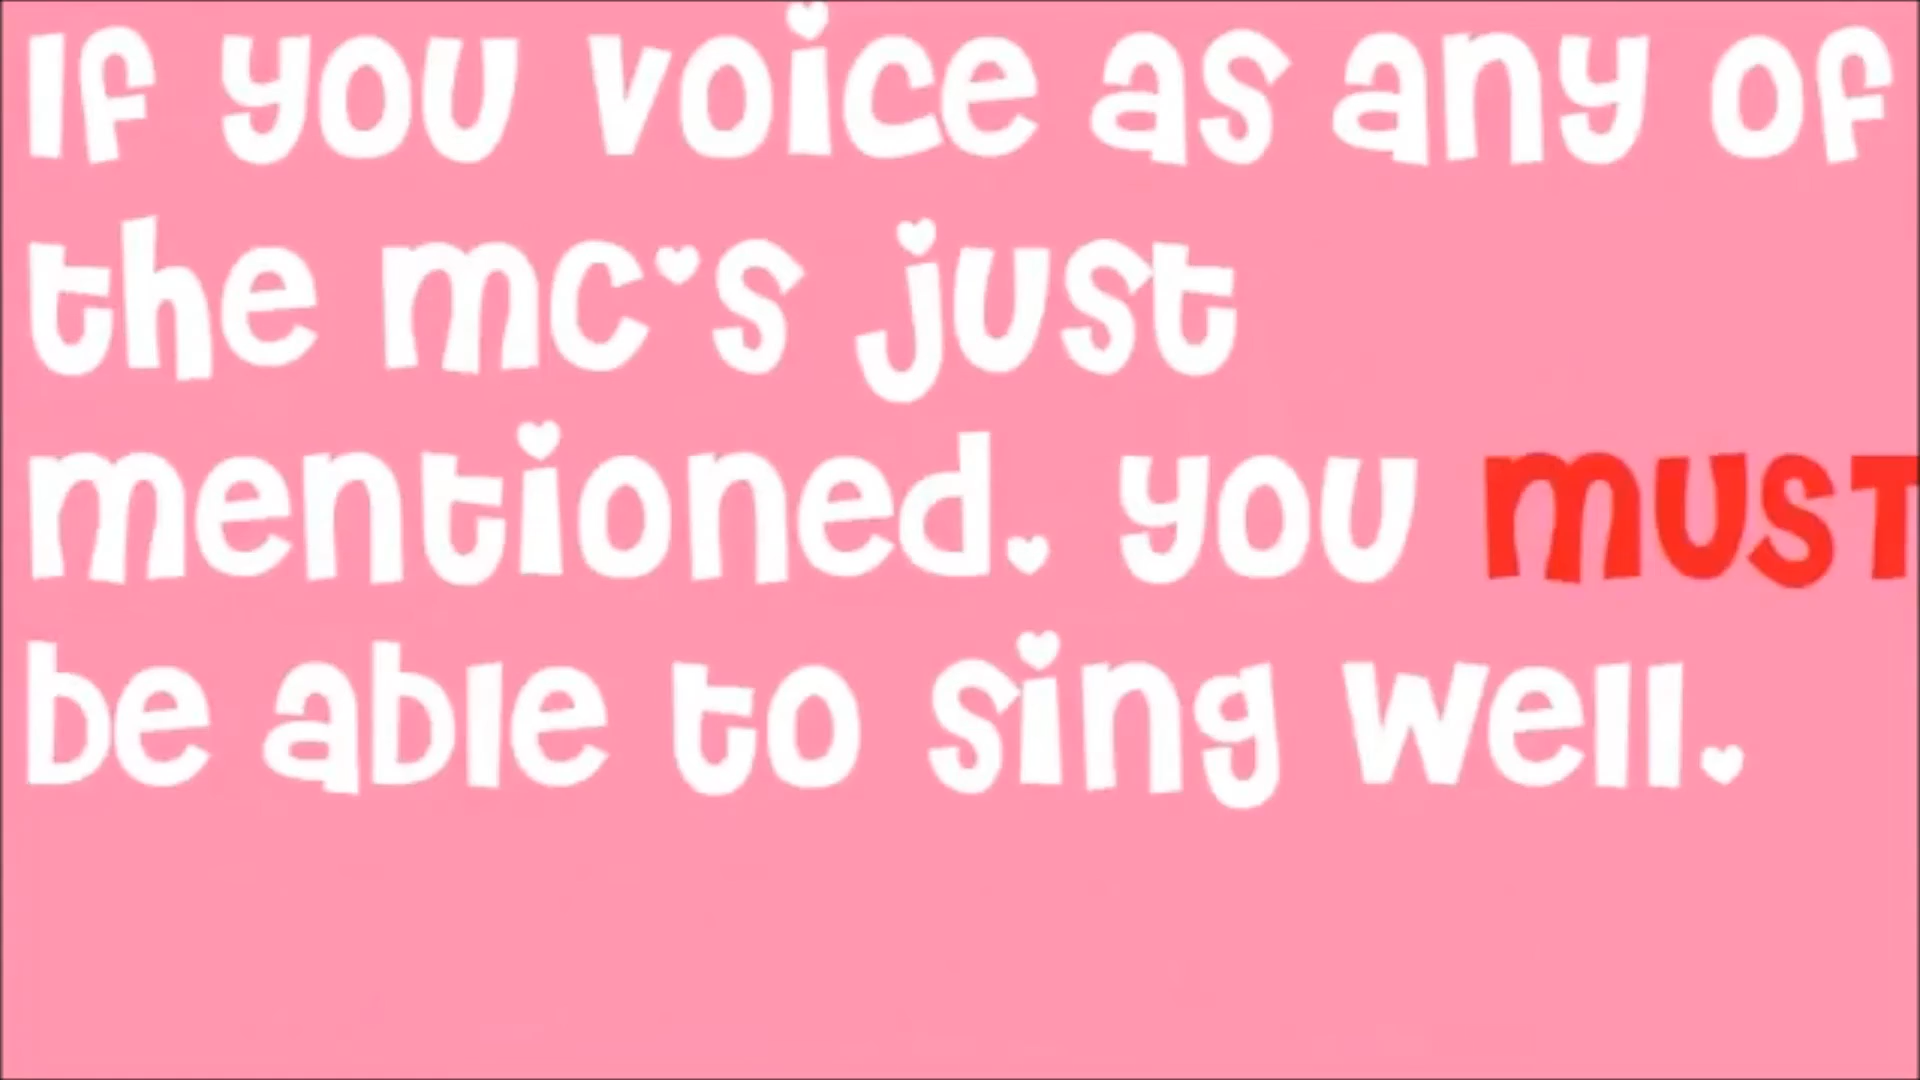 If you voice as any of
the mc's just
mentioned. you MUST
be able to sing well.